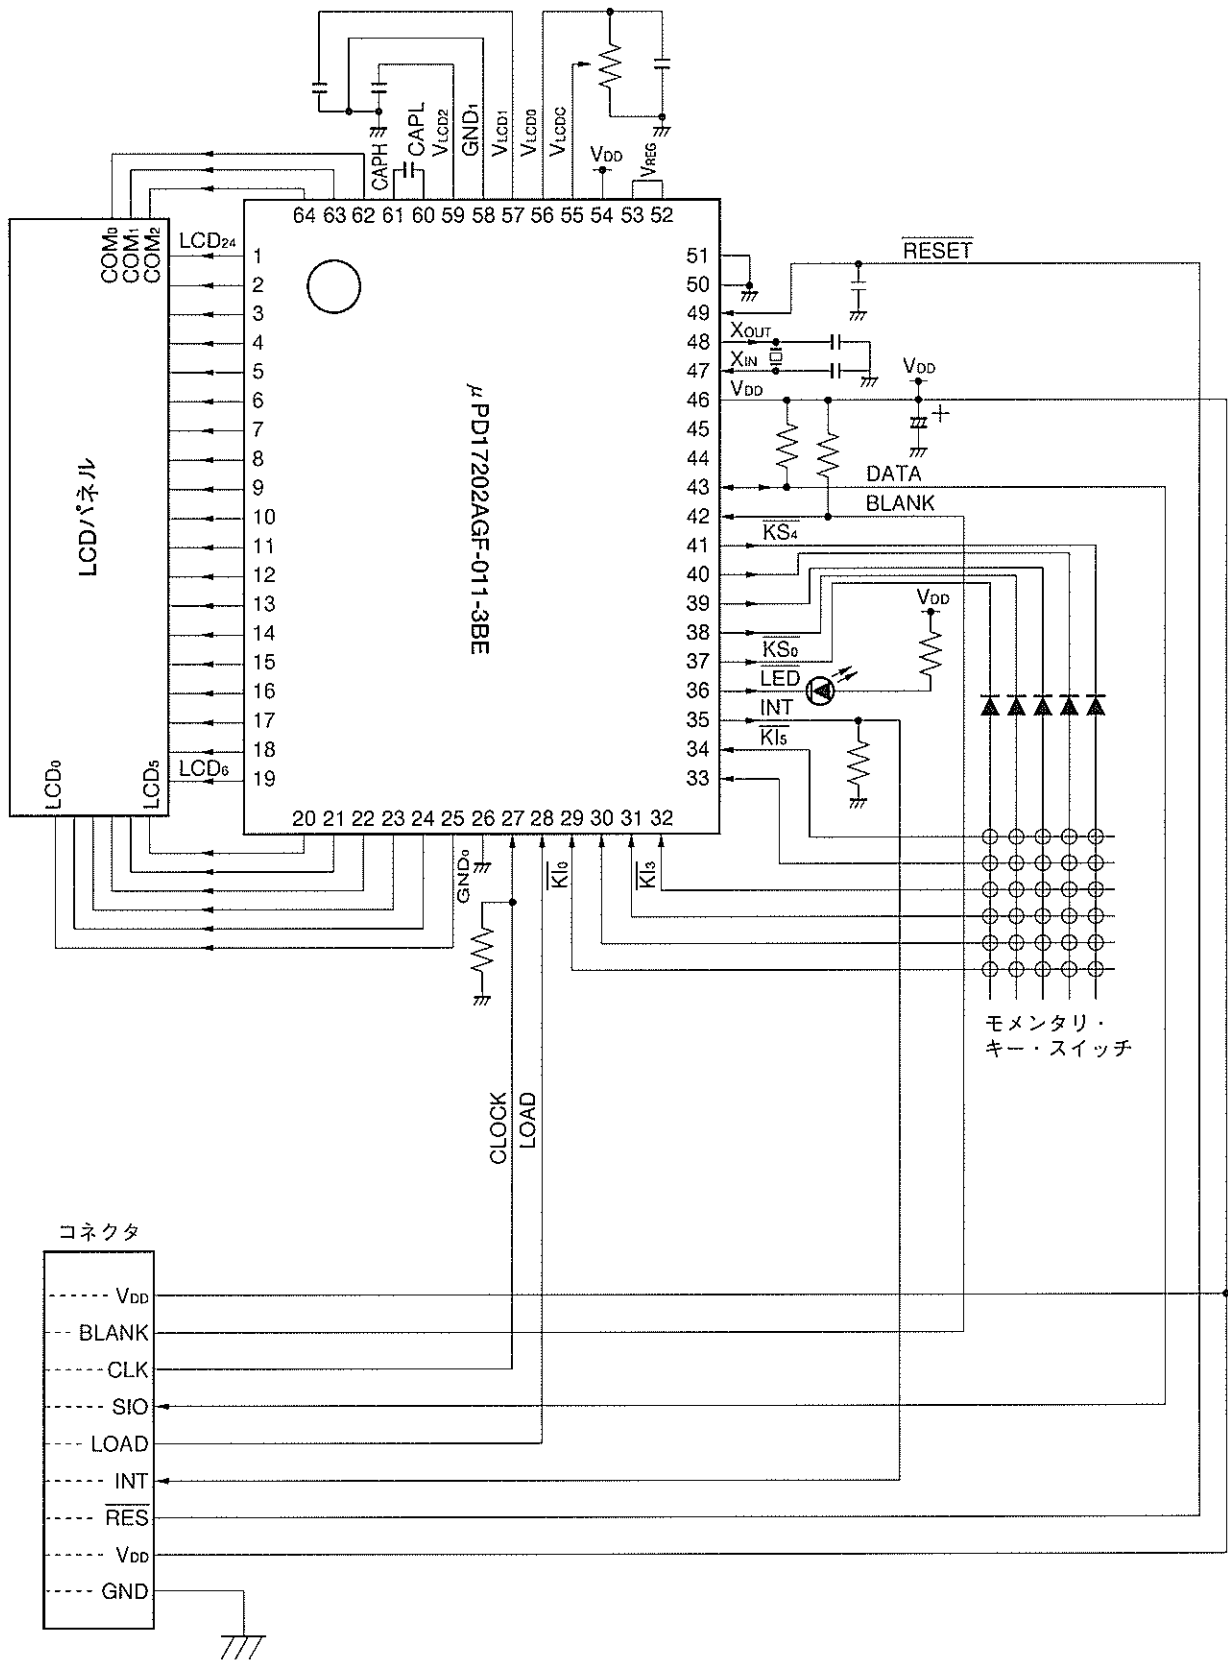 CAPH
CAPL
VLCD2
GND1
VLCD1
VLCD0
VLCDC
VDD
VREG
64 63 62 61 60 59 58 57 56 55 54 53 52
COM0
COM1
COM2
LCD24
1
2
3
4
5
6
7
8
9
10
11
12
13
14
15
16
17
18
19
LCD6
LCDパネル
LCD0
LCD5
μPD17202AGF-011-3BE
51
50
49
48
47
46
45
44
43
42
41
40
39
38
37
36
35
34
33
RESET
XOUT
XIN
VDD
VDD
+
DATA
BLANK
KS4
KS0
VDD
LED
INT
KI5
20 21 22 23 24 25 26 27 28 29 30 31 32
GND0
KI0
KI3
モメンタリ・
キー・スイッチ
CLOCK
LOAD
コネクタ
VDD
BLANK
CLK
SIO
LOAD
INT
RES
VDD
GND